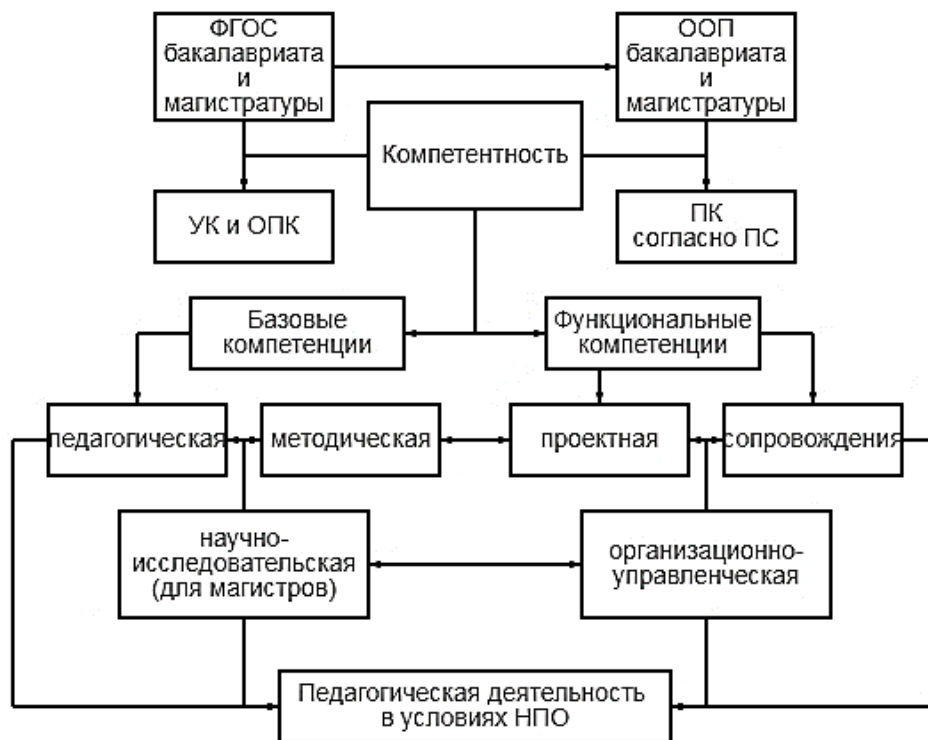 ФГОС
бакалавриата
и
магистратуры
ООП
бакалавриата
и
магистратуры
Компетентность
УК и ОПК
ПК
согласно ПС
Базовые
компетенции
Функциональные
компетенции
педагогическая
методическая
проектная
сопровождения
научно-
исследовательская
(для магистров)
организационно-
управленческая
Педагогическая деятельность
в условиях НПО